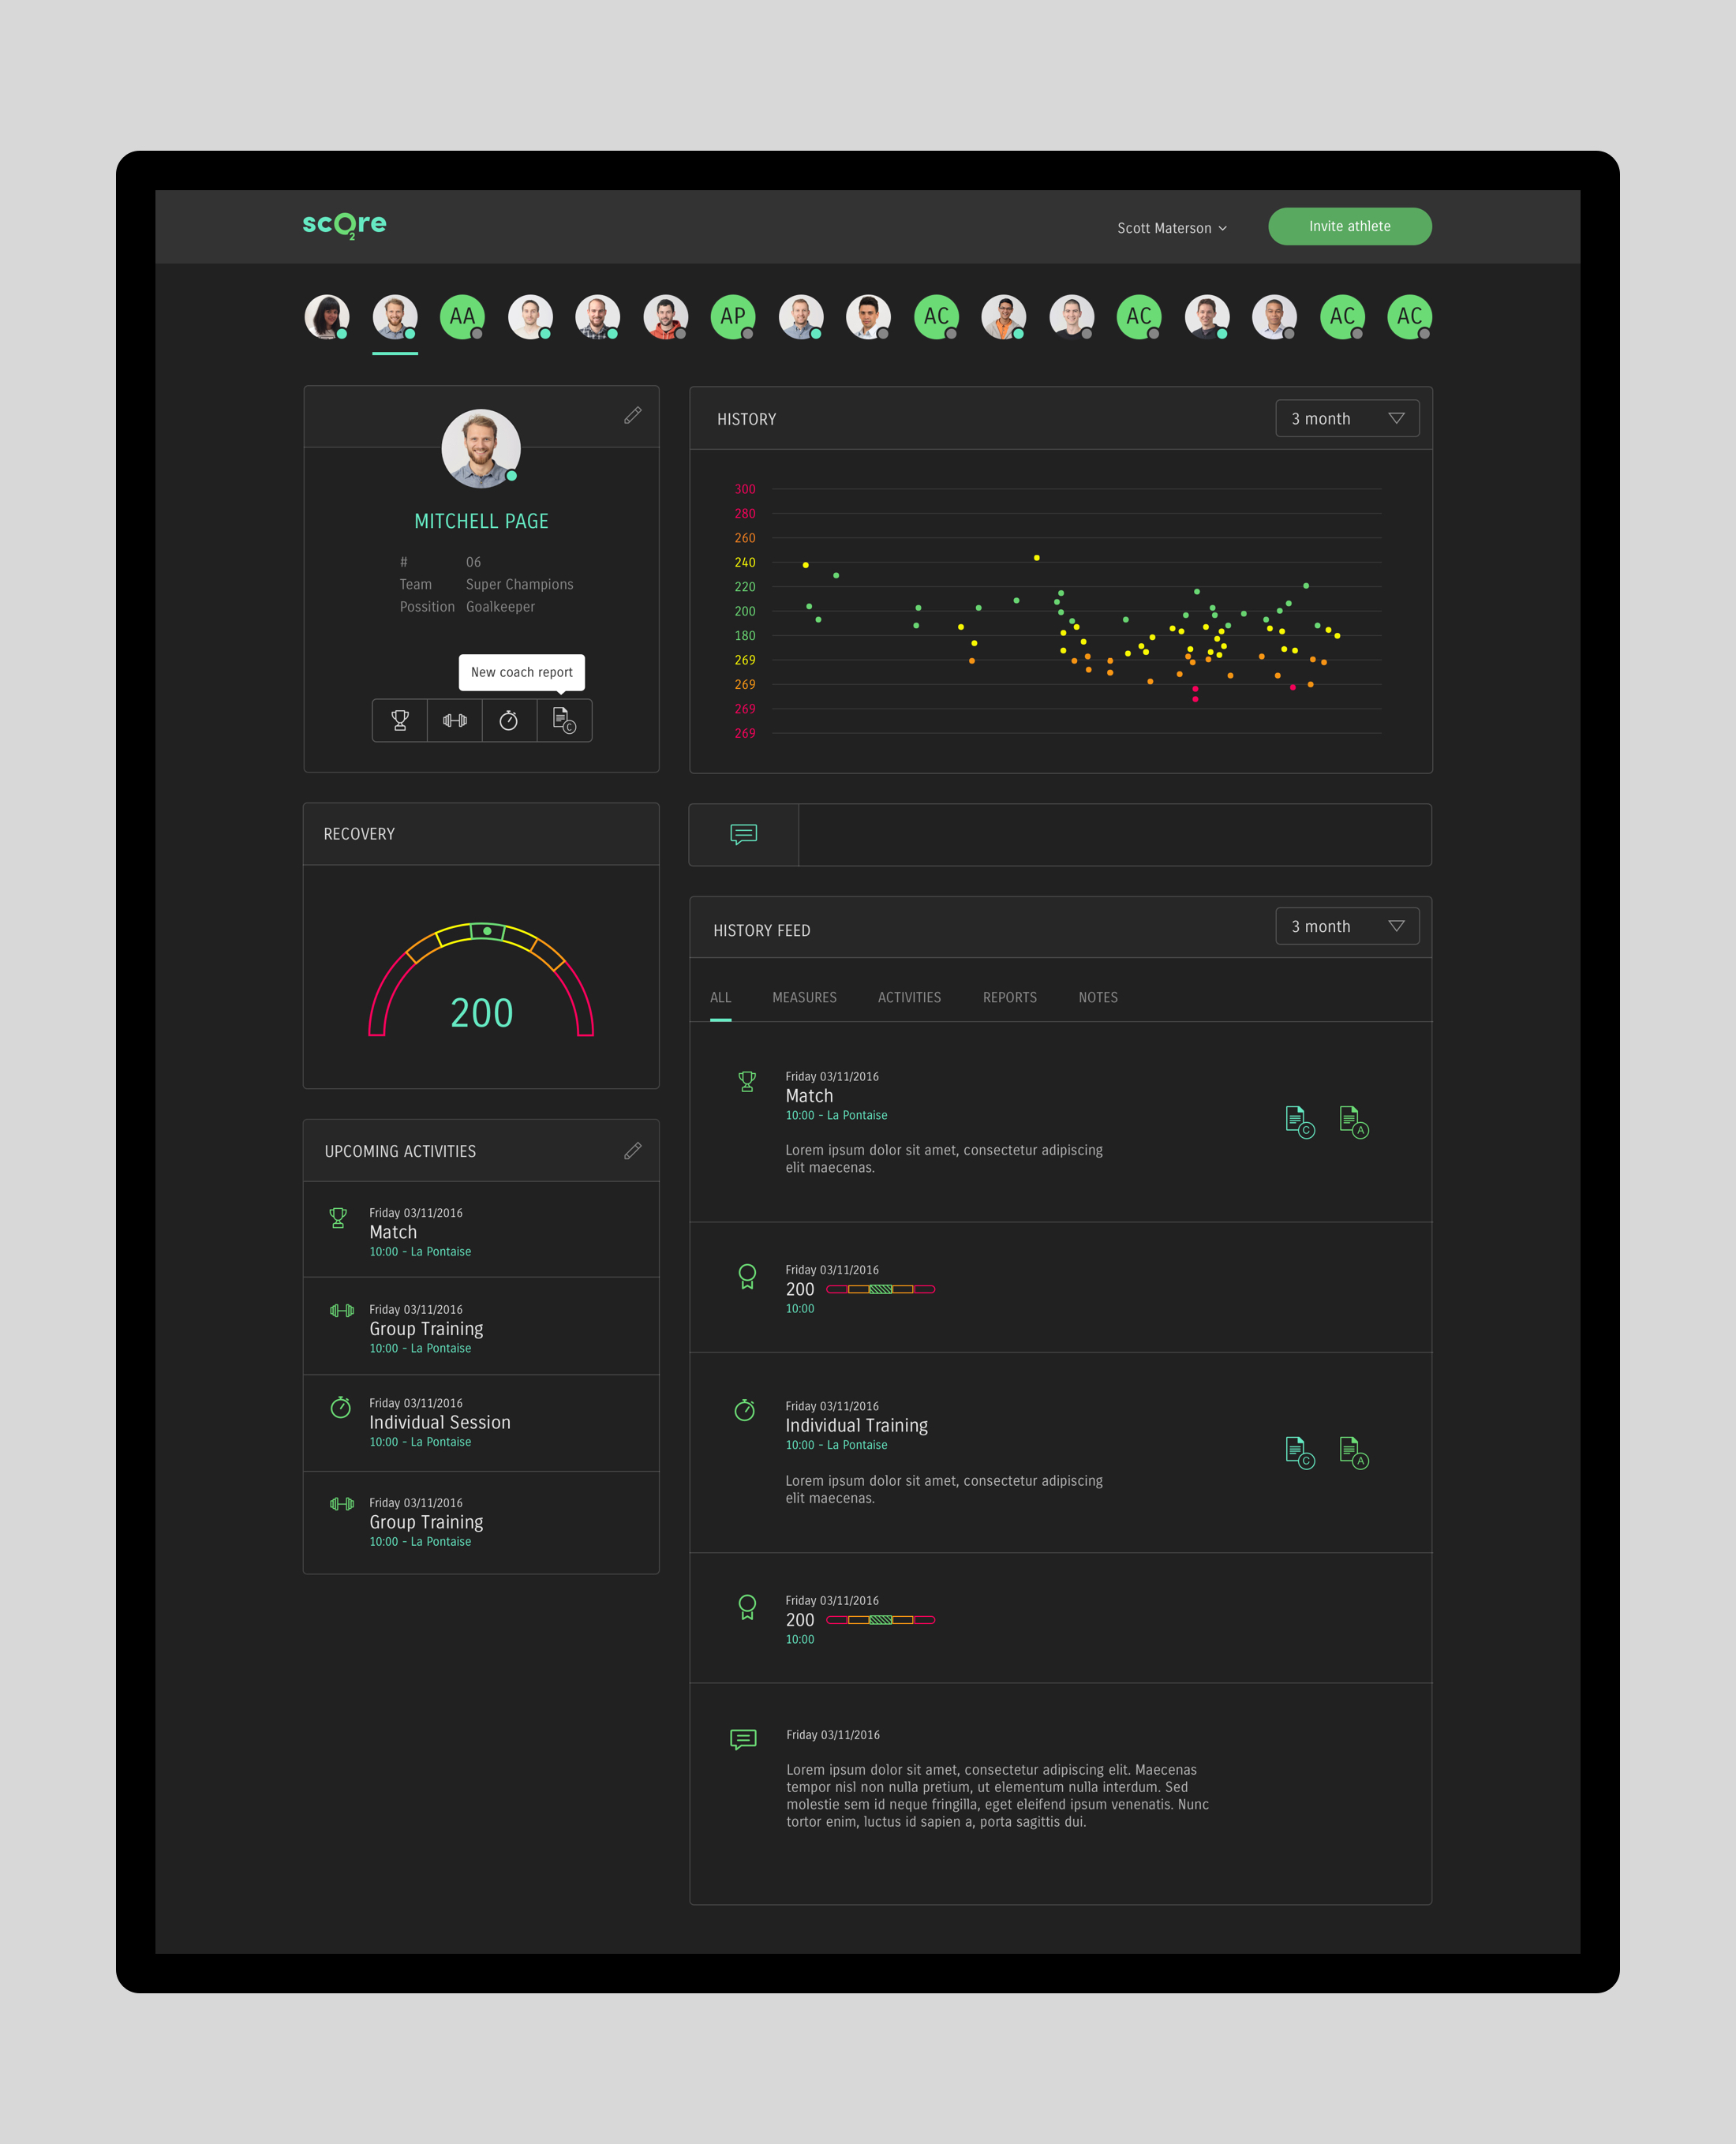 scO2re
Scott Materson
Invite athlete
AA
AP
AC
AC
AC
AC
MITCHELL PAGE
# 06
Team Super Champions
Possition Goalkeeper
New coach report
C
HISTORY
3 month
300
280
260
240
220
200
180
269
269
269
269
RECOVERY
200
UPCOMING ACTIVITIES
Friday 03/11/2016
Match
10:00 - La Pontaise
Friday 03/11/2016
Group Training
10:00 - La Pontaise
Friday 03/11/2016
Individual Session
10:00 - La Pontaise
Friday 03/11/2016
Group Training
10:00 - La Pontaise
HISTORY FEED
3 month
ALL MEASURES ACTIVITIES REPORTS NOTES
Friday 03/11/2016
Match
10:00 - La Pontaise
C A
Lorem ipsum dolor sit amet, consectetur adipiscing
elit maecenas.
Friday 03/11/2016
200
10:00
Friday 03/11/2016
Individual Training
10:00 - La Pontaise
C A
Lorem ipsum dolor sit amet, consectetur adipiscing
elit maecenas.
Friday 03/11/2016
200
10:00
Friday 03/11/2016
Lorem ipsum dolor sit amet, consectetur adipiscing elit. Maecenas
tempor nisl non nulla pretium, ut elementum nulla interdum. Sed
molestie sem id neque fringilla, eget eleifend ipsum venenatis. Nunc
tortor enim, luctus id sapien a, porta sagittis dui.